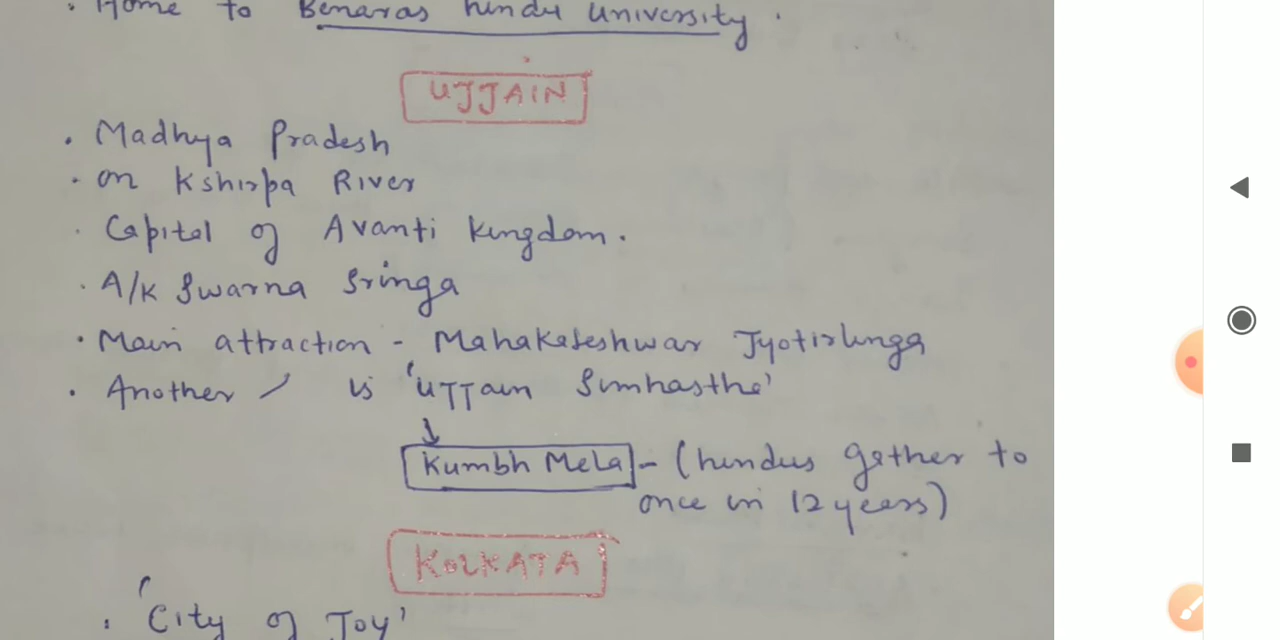 . Home to Benaras hindu University.
UJJAIN
. Madhya Pradesh
. on Kshirpa River
. Capital of Avanti kingdom.
. A/K Swarna Sringa
. Main attraction - Mahakaleshwar Jyotirlinga
. Another / is 'UJJain Simhastha'
↓
Kumbh Mela - (hindus gather to
once in 12 years)
KOLKATA
. 'City of Joy'